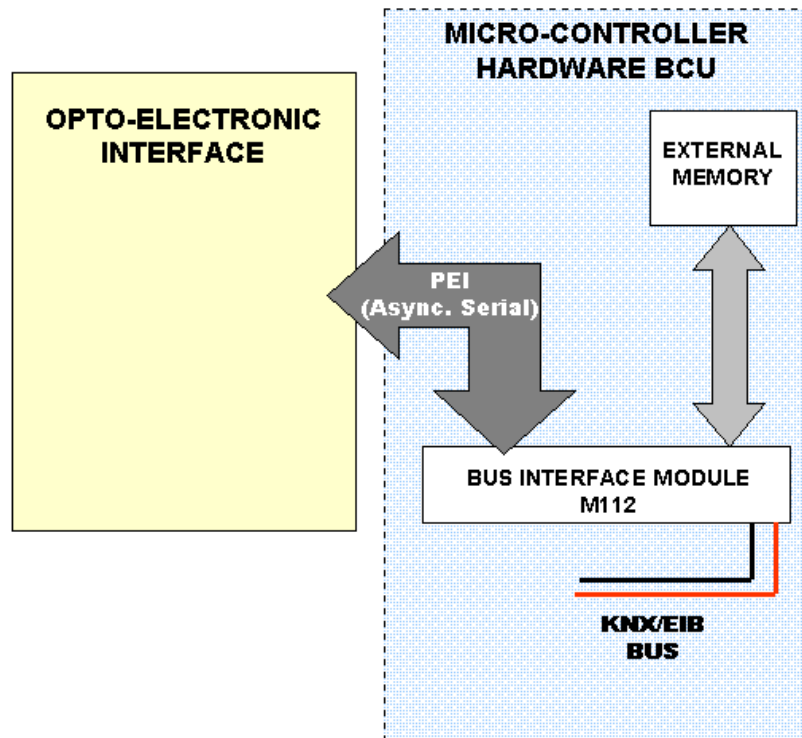 MICRO-CONTROLLER
HARDWARE BCU
OPTO-ELECTRONIC
INTERFACE
EXTERNAL
MEMORY
PEI
(Async. Serial)
BUS INTERFACE MODULE
M112
KNX/EIB
BUS